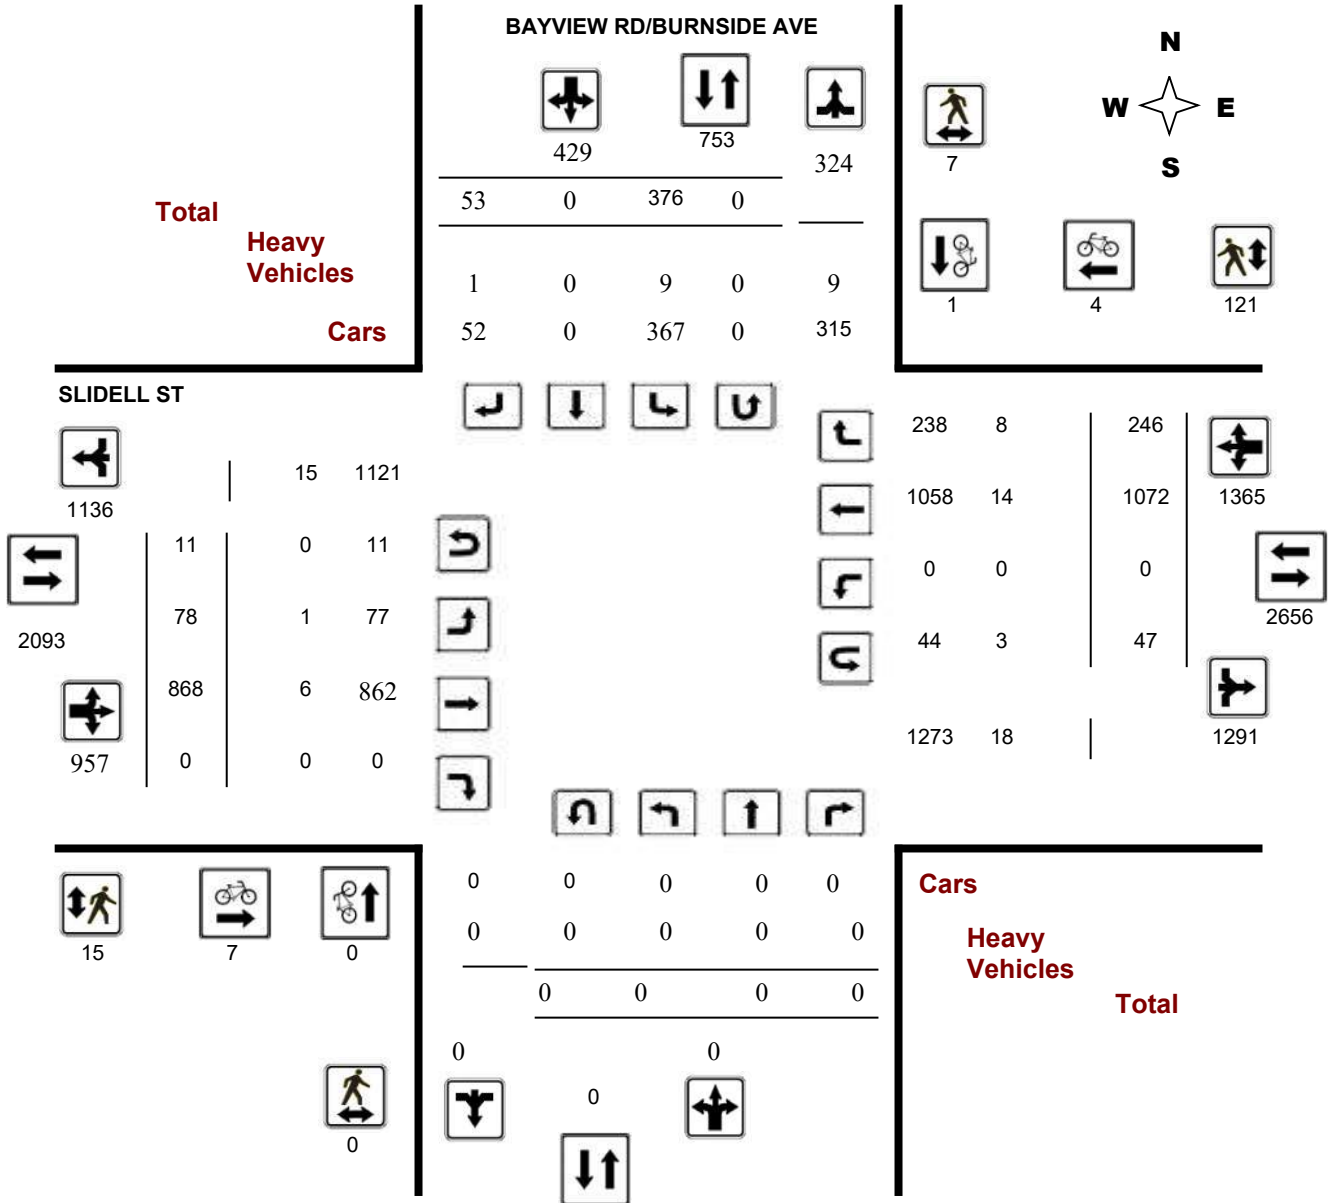 BAYVIEW RD/BURNSIDE AVE
N
W E
S
429 753 324 7
53 0 376 0
Total
Heavy
Vehicles
1 0 9 0 9
Cars 52 0 367 0 315
1 4 121
SLIDELL ST
238 8 246
15 1121
1136
1058 14 1072 1365
11 0 11
0 0 0
78 1 77
2093
2656
44 3 47
868 6 862
957 0 0 0
1273 18 1291
0 0 0 0 0
Cars
15 7 0
0 0 0 0 0
Heavy
Vehicles
0 0 0 0
Total
0 0
0
0